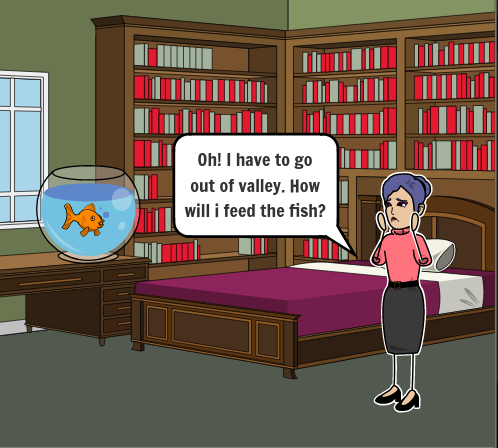 Oh! I have to go
out of valley. How
will i feed the fish?